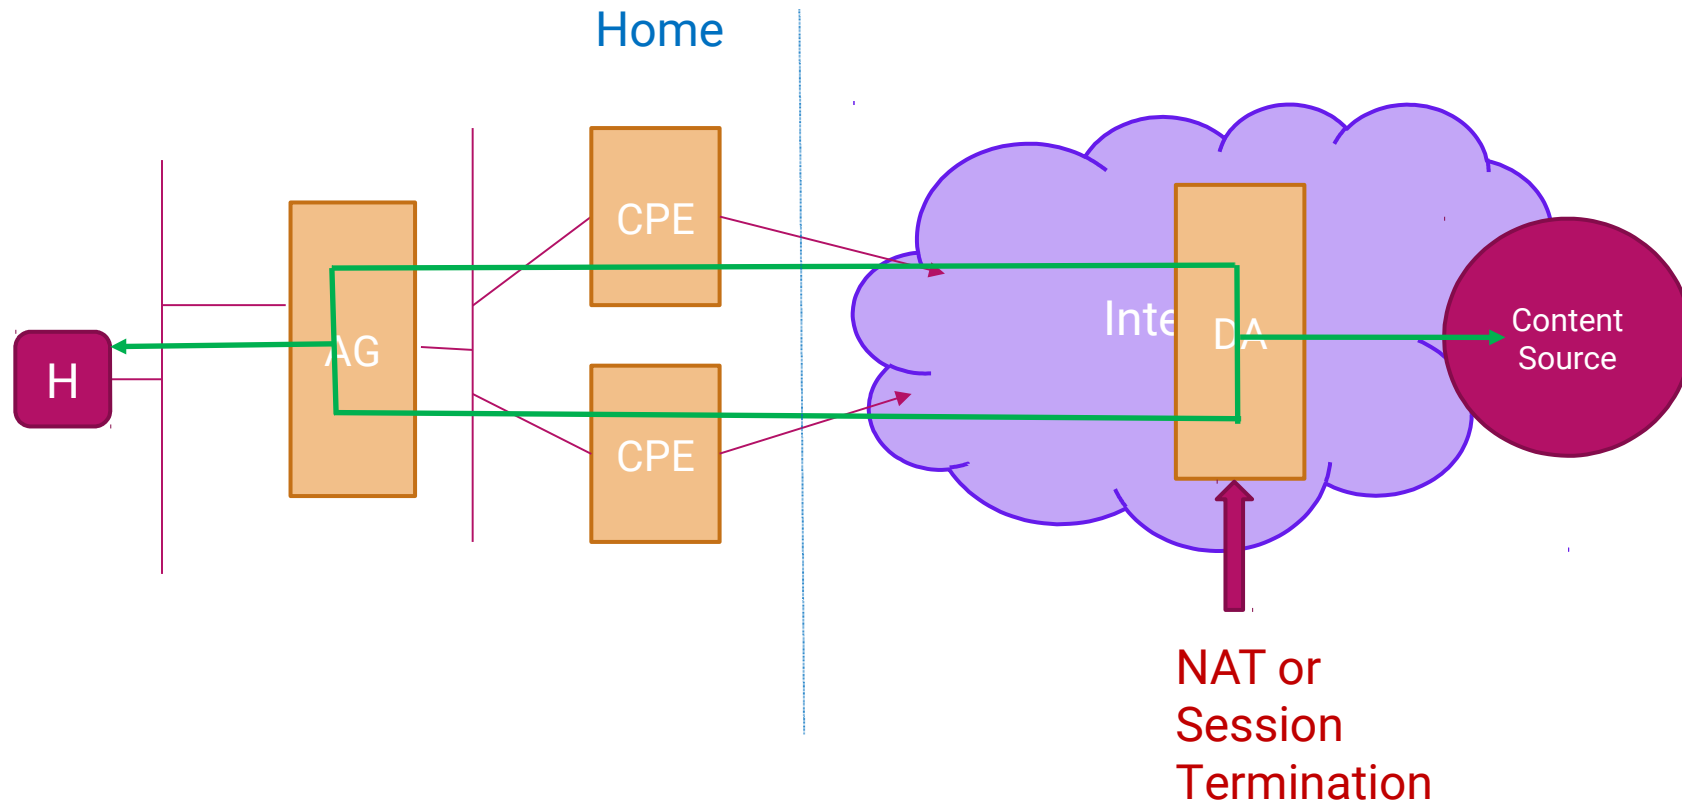 Home
CPE
AG
H
CPE
Inte
DA
Content
Source
NAT or
Session
Termination